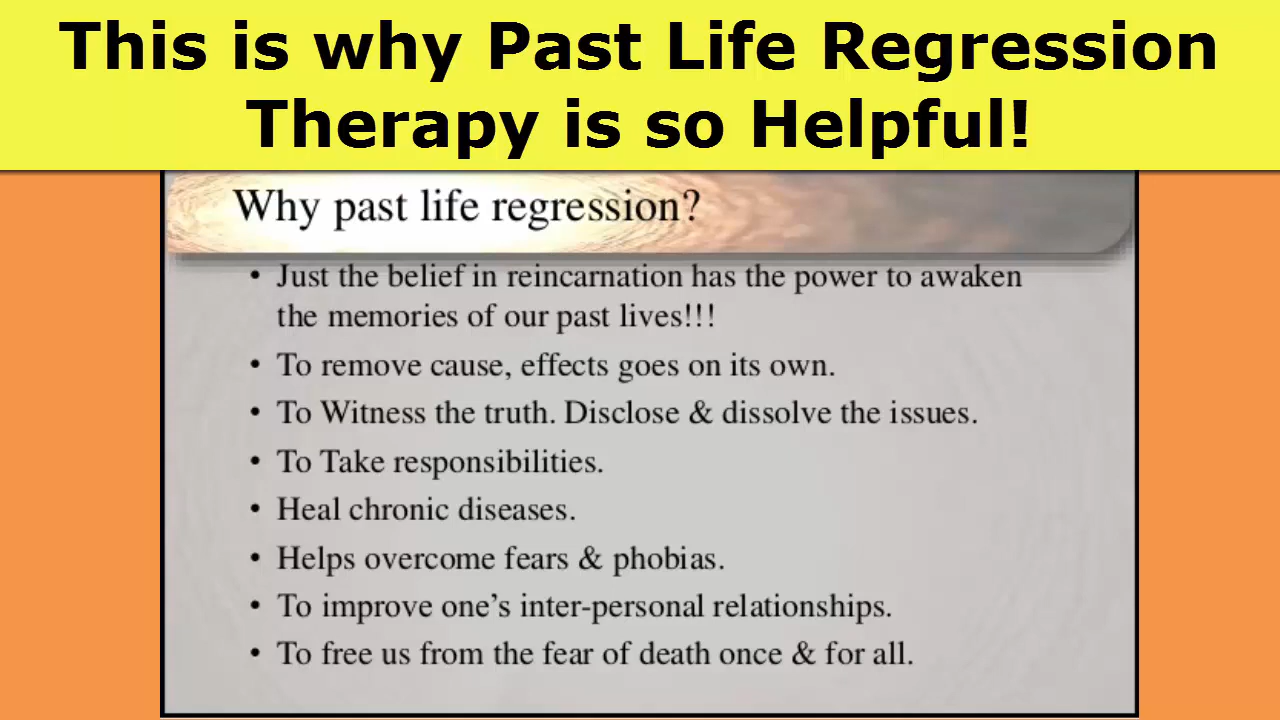 This is why Past Life Regression
Therapy is so Helpful!
Why past life regression?
• Just the belief in reincarnation has the power to awaken
the memories of our past lives!!!
• To remove cause, effects goes on its own.
• To Witness the truth. Disclose & dissolve the issues.
• To Take responsibilities.
• Heal chronic diseases.
• Helps overcome fears & phobias.
• To improve one’s inter-personal relationships.
• To free us from the fear of death once & for all.